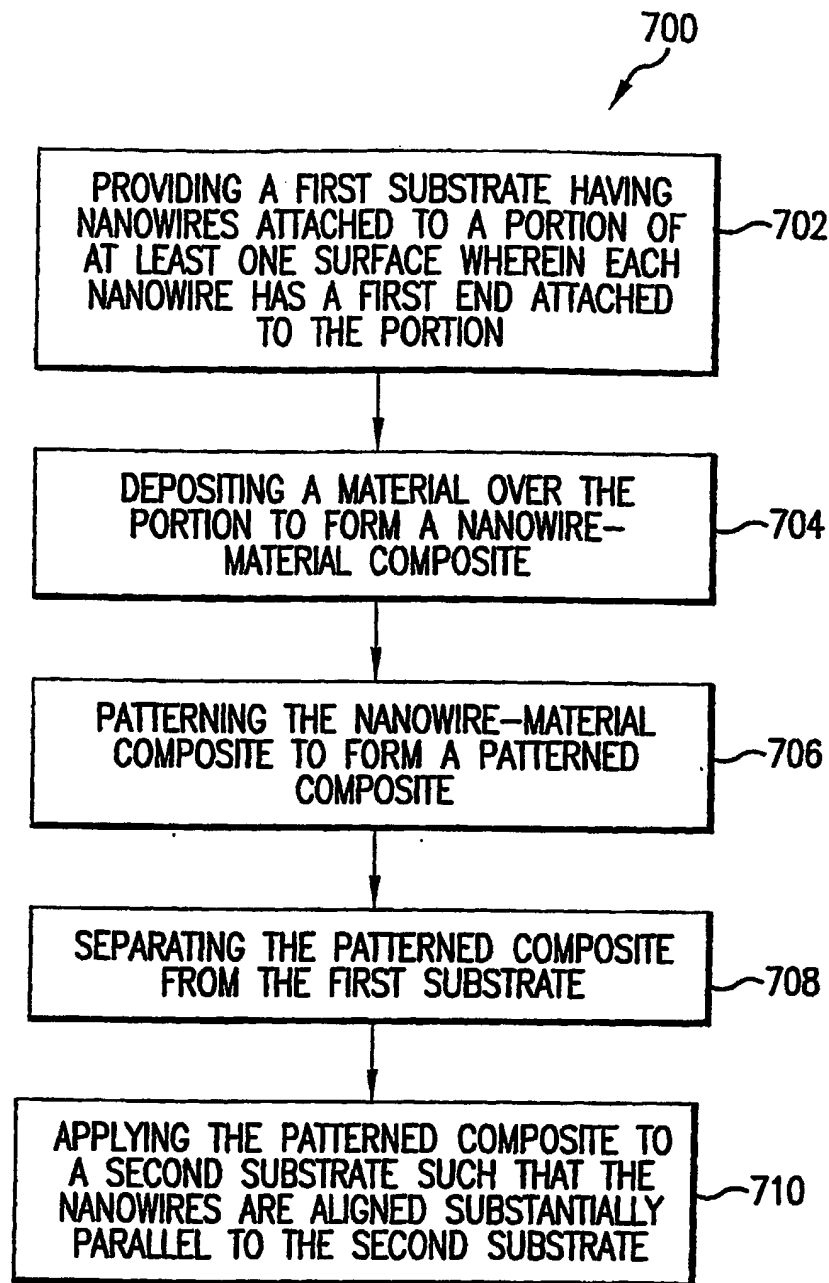 700
PROVIDING A FIRST SUBSTRATE HAVING
NANOWIRES ATTACHED TO A PORTION OF
AT LEAST ONE SURFACE WHEREIN EACH
NANOWIRE HAS A FIRST END ATTACHED
TO THE PORTION
702
DEPOSITING A MATERIAL OVER THE
PORTION TO FORM A NANOWIRE-
MATERIAL COMPOSITE
704
PATTERNING THE NANOWIRE-MATERIAL
COMPOSITE TO FORM A PATTERNED
COMPOSITE
706
SEPARATING THE PATTERNED COMPOSITE
FROM THE FIRST SUBSTRATE
708
APPLYING THE PATTERNED COMPOSITE TO
A SECOND SUBSTRATE SUCH THAT THE
NANOWIRES ARE ALIGNED SUBSTANTIALLY
PARALLEL TO THE SECOND SUBSTRATE
710